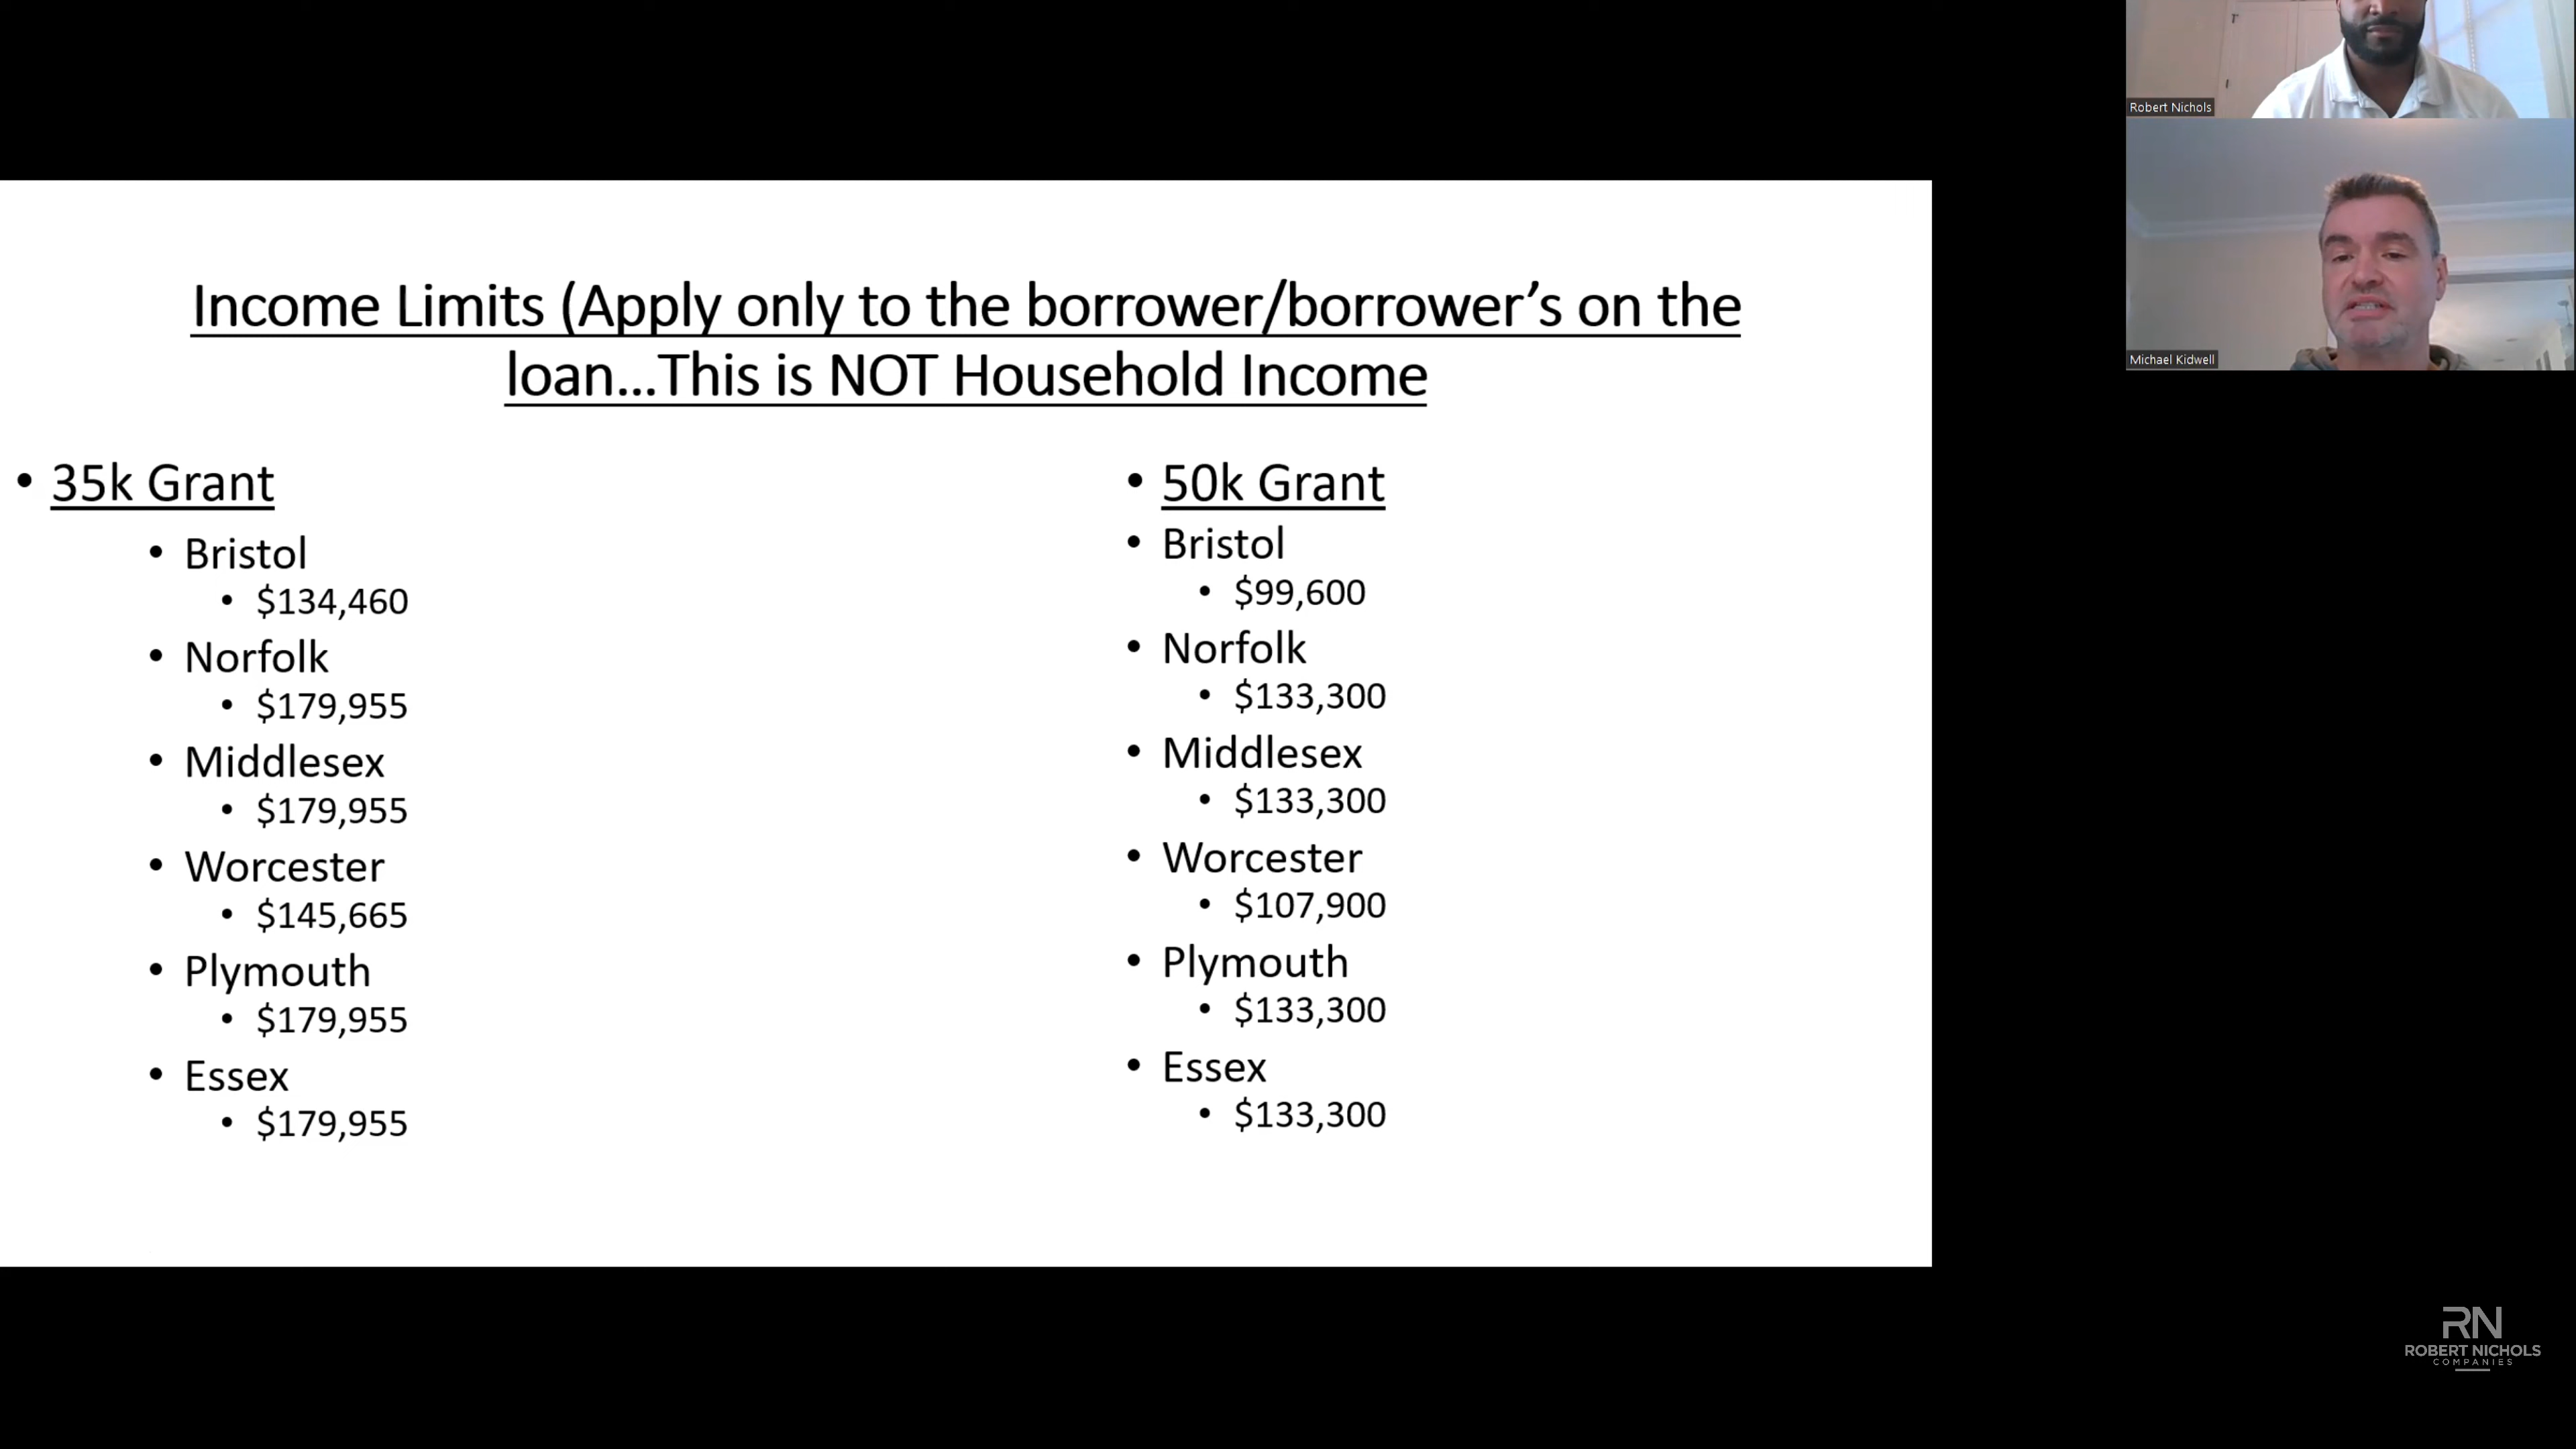 Income Limits (Apply only to the borrower/borrower’s on the
loan…This is NOT Household Income
• 35k Grant
• Bristol
• $134,460
• Norfolk
• $179,955
• Middlesex
• $179,955
• Worcester
• $145,665
• Plymouth
• $179,955
• Essex
• $179,955
• 50k Grant
• Bristol
• $99,600
• Norfolk
• $133,300
• Middlesex
• $133,300
• Worcester
• $107,900
• Plymouth
• $133,300
• Essex
• $133,300
Robert Nichols
Michael Kidwell
RN
ROBERT NICHOLS
COMPANIES